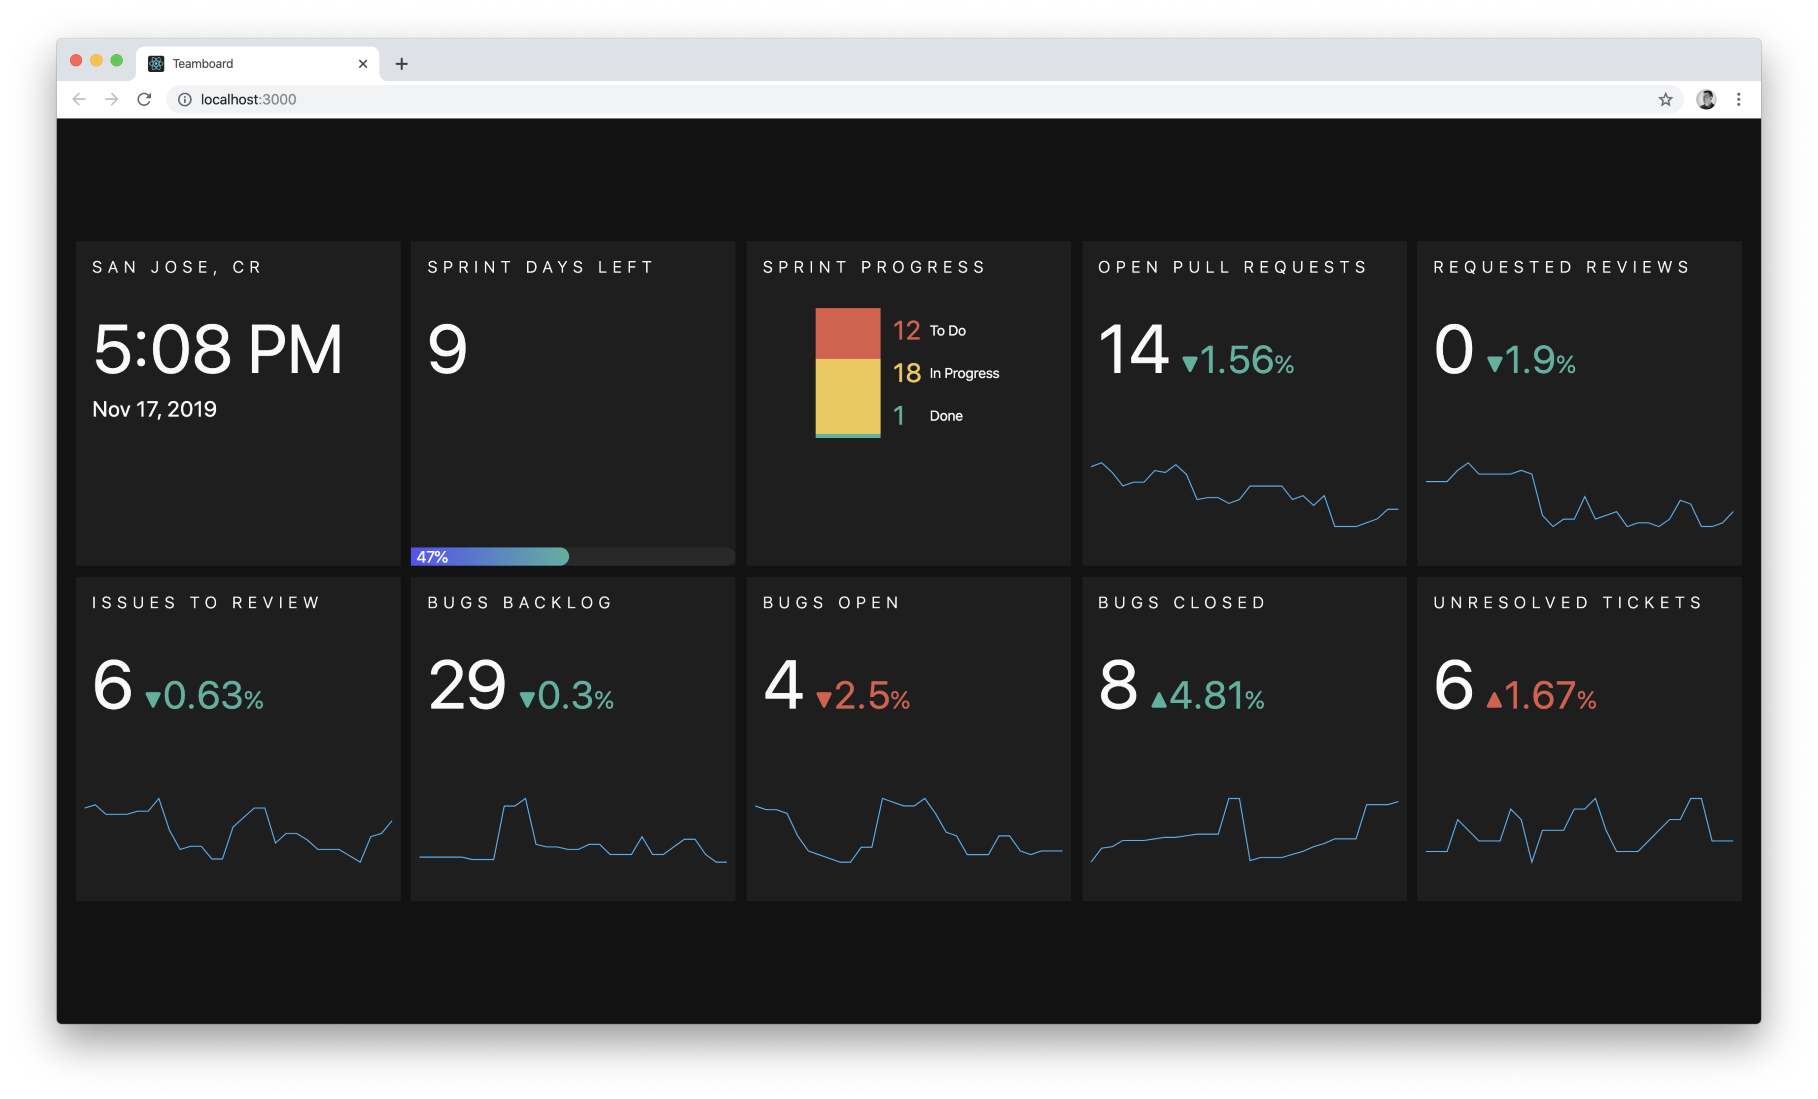 Teamboard
localhost:3000
SAN JOSE, CR
5:08 PM
Nov 17, 2019
SPRINT DAYS LEFT
9
47%
SPRINT PROGRESS
12 To Do
18 In Progress
1 Done
OPEN PULL REQUESTS
14 ▼1.56%
REQUESTED REVIEWS
0 ▼1.9%
ISSUES TO REVIEW
6 ▼0.63%
BUGS BACKLOG
29 ▼0.3%
BUGS OPEN
4 ▼2.5%
BUGS CLOSED
8 ▲4.81%
UNRESOLVED TICKETS
6 ▲1.67%